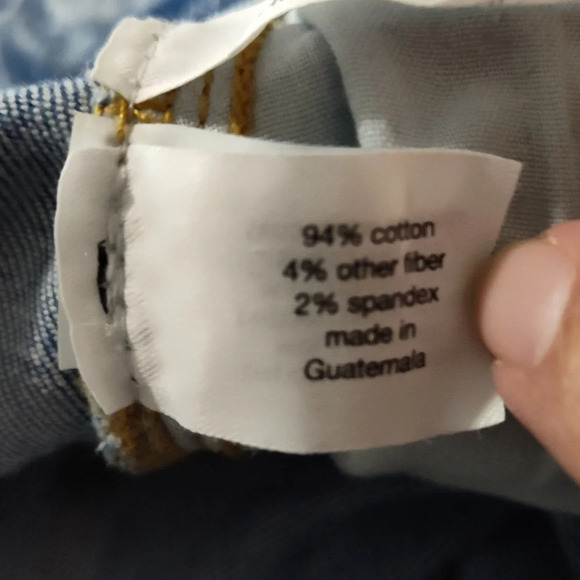 94% cotton
4% other fiber
2% spandex
made in
Guatemala